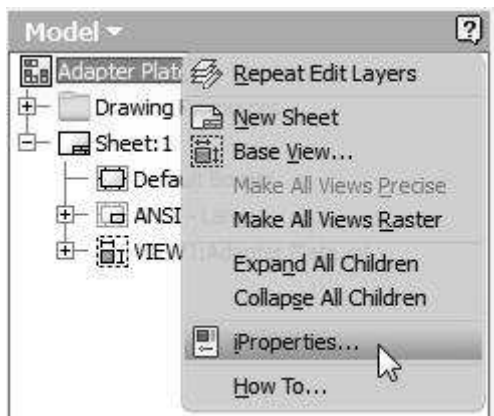 Model
Adapter Plat
Repeat Edit Layers
Drawing
New Sheet
Sheet:1
Base View...
Defau
Make All Views Precise
ANSI
Make All Views Raster
VIEW
Expand All Children
Collapse All Children
iProperties...
How To...